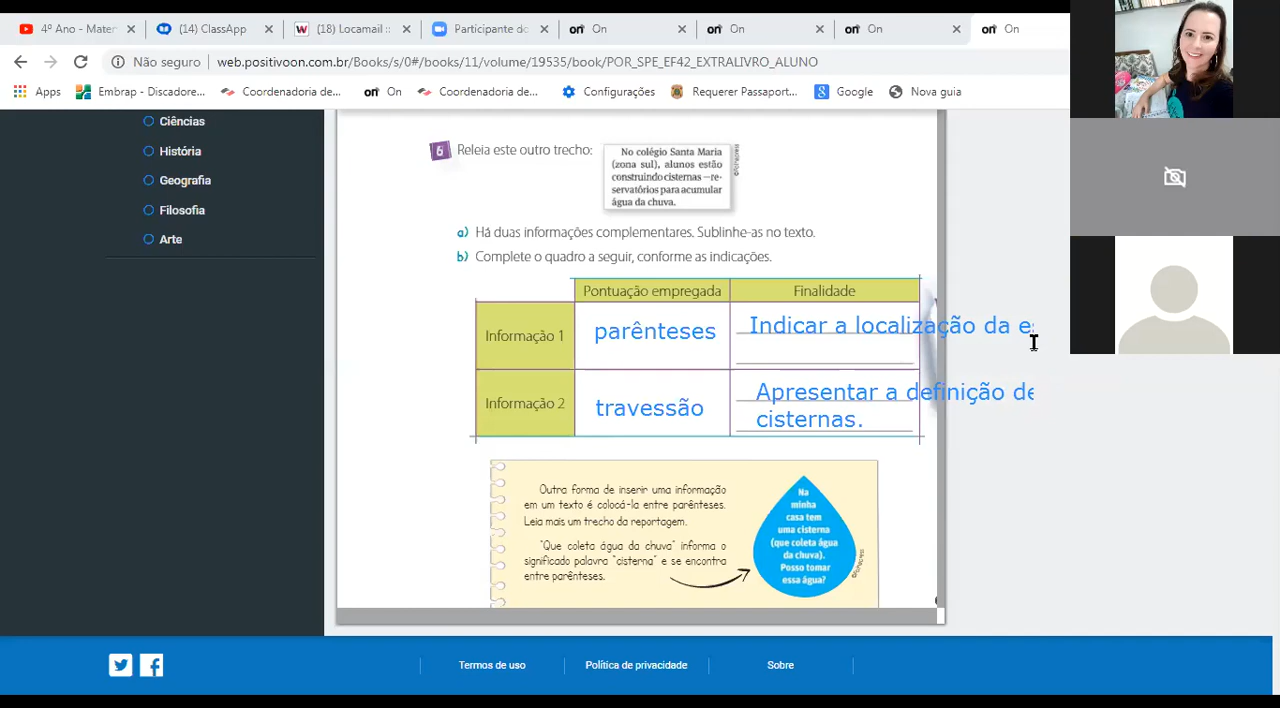 4º Ano - Mater
(14) ClassApp
(18) Locamail ::
Participante do
on On
on On
on On
on On
Não seguro
web.positivoon.com.br/Books/s/0#/books/11/volume/19535/book/POR_SPE_EF42_EXTRALIVRO_ALUNO
Apps
Embrap - Discadore...
Coordenadoria de...
on On
Coordenadoria de...
Configurações
Requerer Passaport...
Google
Nova guia
Ciências
História
Geografia
Filosofia
Arte
6 Releia este outro trecho:
No colégio Santa Maria
(zona sul), alunos estão
construindo cisternas —re-
servatórios para acumular
água da chuva.
a) Há duas informações complementares. Sublinhe-as no texto.
b) Complete o quadro a seguir, conforme as indicações.
Pontuação empregada
Finalidade
Informação 1
parênteses
Indicar a localização da e
Informação 2
travessão
Apresentar a definição de
cisternas.
Outra forma de inserir uma informação
em um texto é colocá-la entre parênteses.
Leia mais um trecho da reportagem.
"Que coleta água da chuva" informa o
significado palavra "cisterna" e se encontra
entre parênteses.
Na
minha
casa tem
uma cisterna
(que coleta água
da chuva).
Posso tomar
essa água?
Termos de uso
Política de privacidade
Sobre